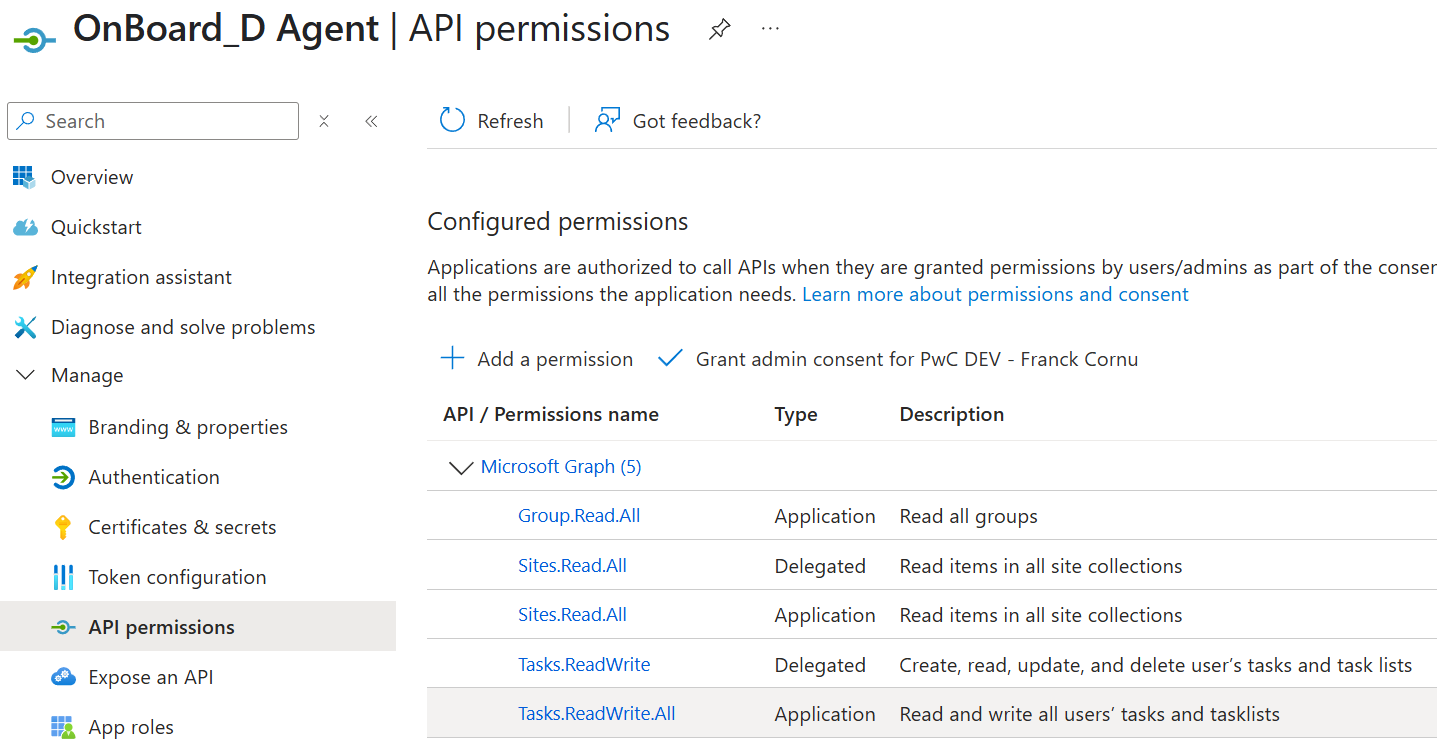 OnBoard_D Agent | API permissions
Search
Refresh
Got feedback?
Overview
Quickstart
Integration assistant
Diagnose and solve problems
Manage
Branding & properties
Authentication
Certificates & secrets
Token configuration
API permissions
Expose an API
App roles
Configured permissions
Applications are authorized to call APIs when they are granted permissions by users/admins as part of the conser
all the permissions the application needs. Learn more about permissions and consent
Add a permission
Grant admin consent for PwC DEV - Franck Cornu
API / Permissions name Type Description
Microsoft Graph (5)
Group.Read.All Application Read all groups
Sites.Read.All Delegated Read items in all site collections
Sites.Read.All Application Read items in all site collections
Tasks.ReadWrite Delegated Create, read, update, and delete user’s tasks and task lists
Tasks.ReadWrite.All Application Read and write all users’ tasks and tasklists